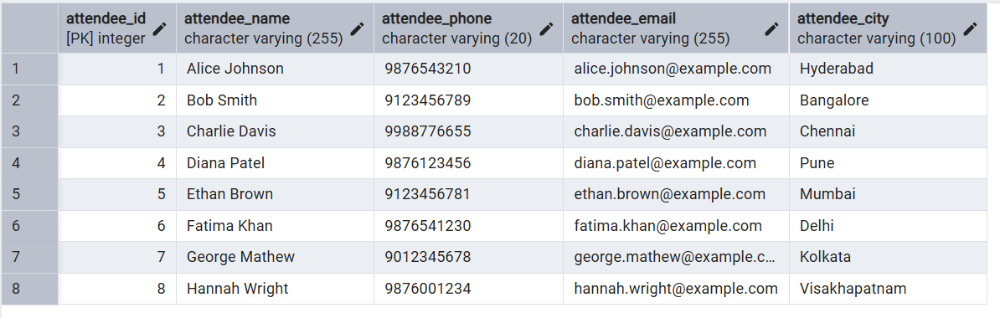 attendee_id attendee_name attendee_phone attendee_email attendee_city
[PK] integer character varying (255) character varying (20) character varying (255) character varying (100)
1 1 Alice Johnson 9876543210 alice.johnson@example.com Hyderabad
2 2 Bob Smith 9123456789 bob.smith@example.com Bangalore
3 3 Charlie Davis 9988776655 charlie.davis@example.com Chennai
4 4 Diana Patel 9876123456 diana.patel@example.com Pune
5 5 Ethan Brown 9123456781 ethan.brown@example.com Mumbai
6 6 Fatima Khan 9876541230 fatima.khan@example.com Delhi
7 7 George Mathew 9012345678 george.mathew@example.c... Kolkata
8 8 Hannah Wright 9876001234 hannah.wright@example.com Visakhapatnam